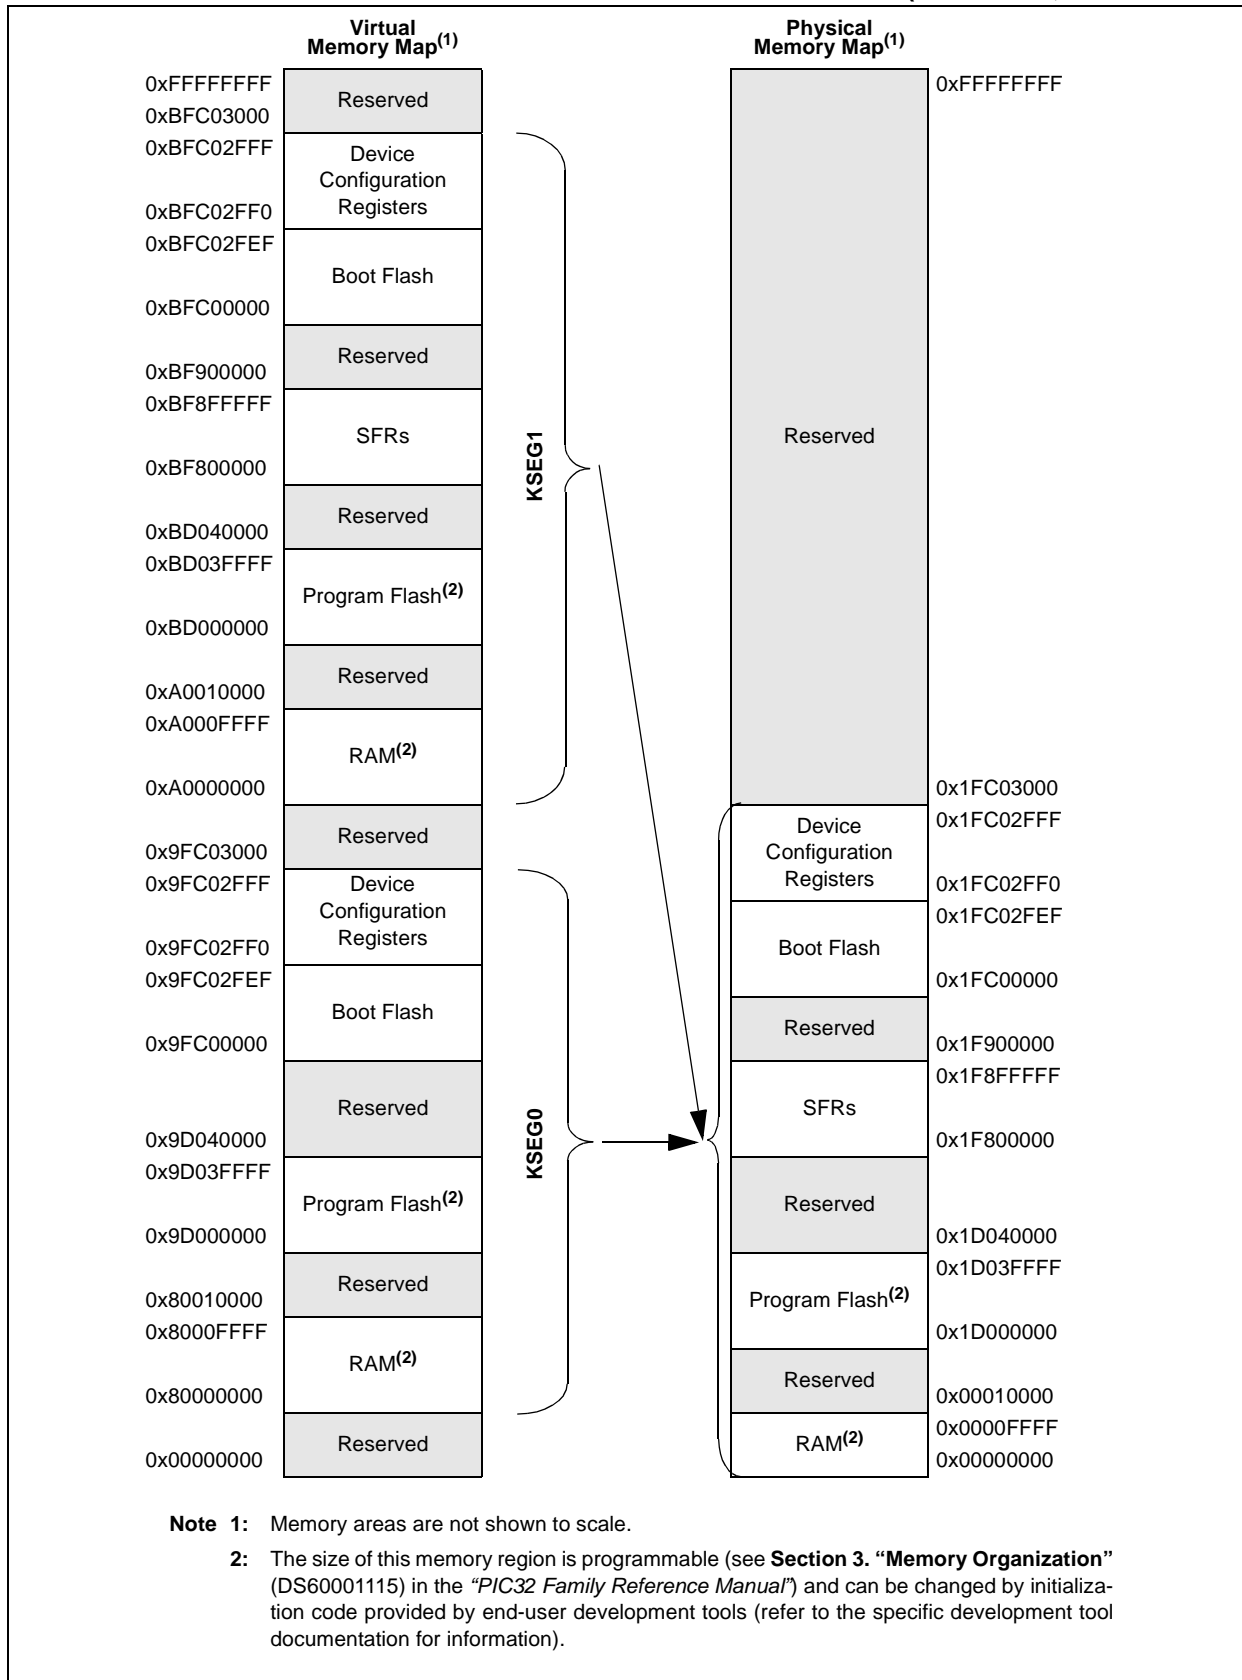 Virtual
Memory Map(1)
0xFFFFFFFF
Reserved
0xBFC03000
0xBFC02FFF
Device
Configuration
Registers
0xBFC02FF0
0xBFC02FEF
Boot Flash
0xBFC00000
Reserved
0xBF900000
0xBF8FFFFF
SFRs
0xBF800000
Reserved
0xBD040000
0xBD03FFFF
Program Flash(2)
0xBD000000
Reserved
0xA0010000
0xA000FFFF
RAM(2)
0xA0000000
Reserved
0x9FC03000
0x9FC02FFF
Device
Configuration
Registers
0x9FC02FF0
0x9FC02FEF
Boot Flash
0x9FC00000
Reserved
0x9D040000
0x9D03FFFF
Program Flash(2)
0x9D000000
Reserved
0x80010000
0x8000FFFF
RAM(2)
0x80000000
Reserved
0x00000000
KSEG1
KSEG0
Physical
Memory Map(1)
0xFFFFFFFF
Reserved
0x1FC03000
0x1FC02FFF
Device
Configuration
Registers
0x1FC02FF0
0x1FC02FEF
Boot Flash
0x1FC00000
Reserved
0x1F900000
0x1F8FFFFF
SFRs
0x1F800000
Reserved
0x1D040000
0x1D03FFFF
Program Flash(2)
0x1D000000
Reserved
0x00010000
0x0000FFFF
RAM(2)
0x00000000
Note 1: Memory areas are not shown to scale.
2: The size of this memory region is programmable (see Section 3. “Memory Organization”
(DS60001115) in the “PIC32 Family Reference Manual”) and can be changed by initializa-
tion code provided by end-user development tools (refer to the specific development tool
documentation for information).